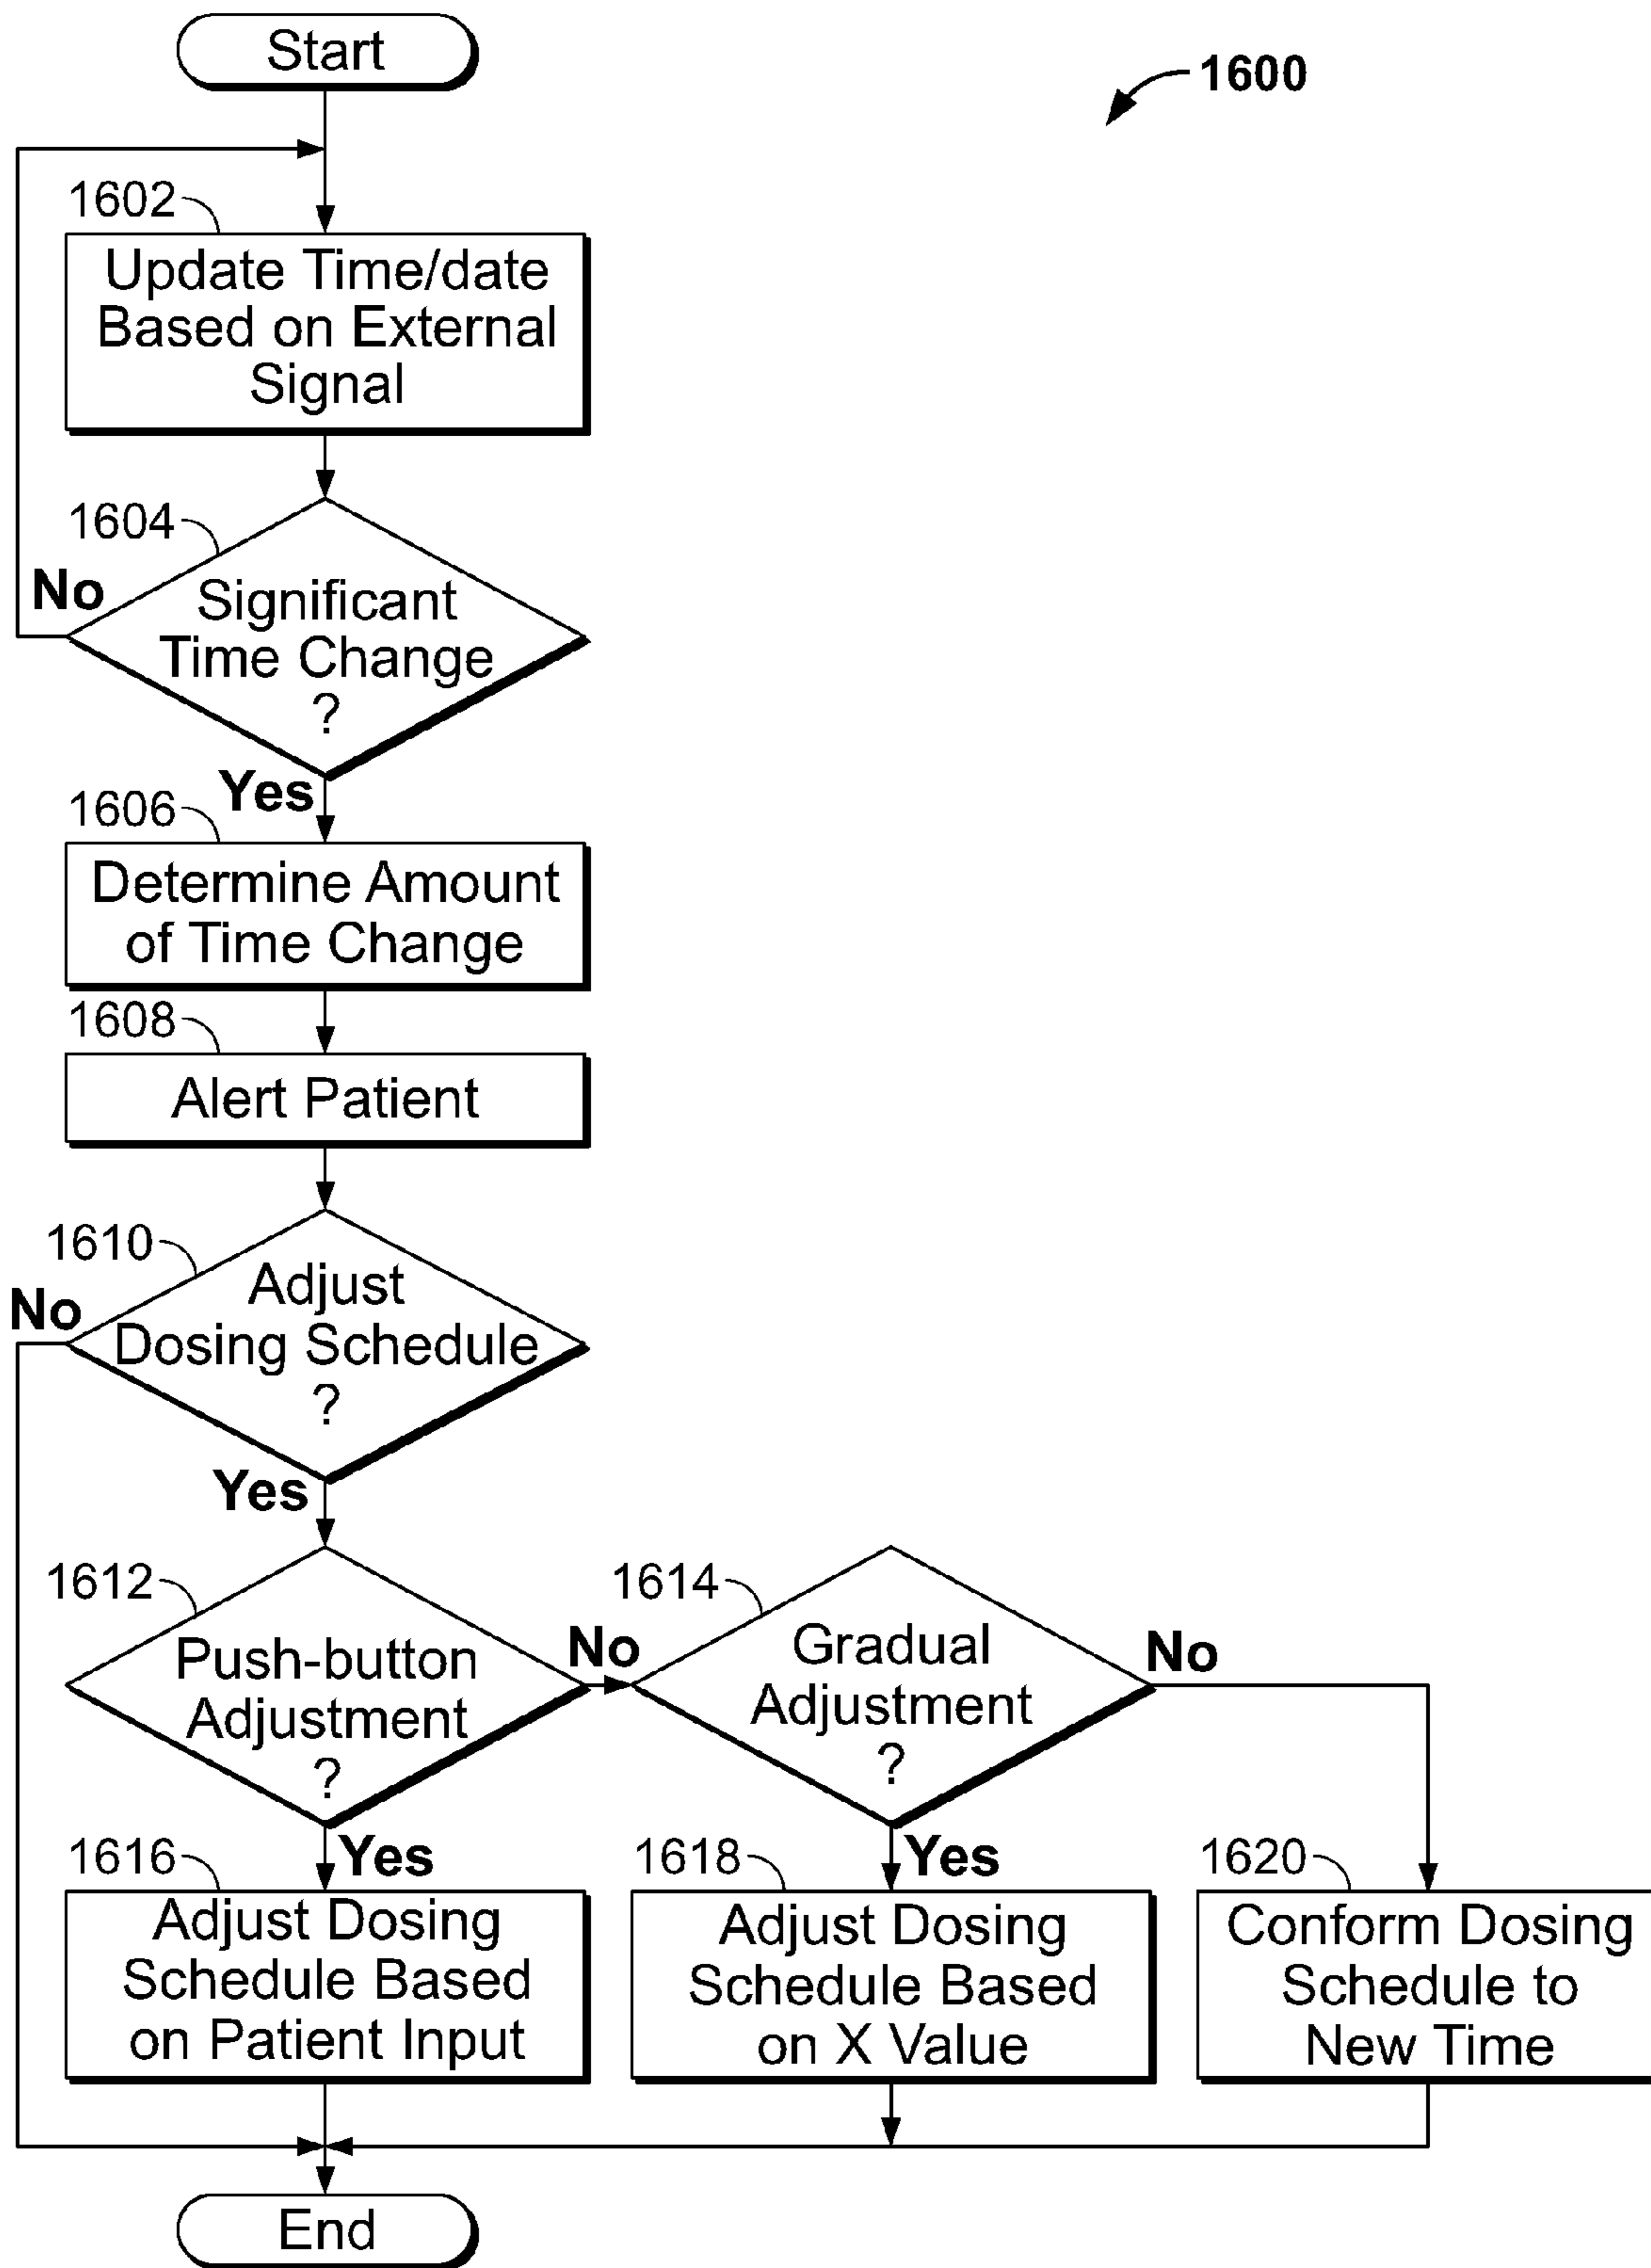 Start
1600
1602
Update Time/date
Based on External
Signal
1604
No
Significant
Time Change
?
Yes
1606
Determine Amount
of Time Change
1608
Alert Patient
1610
No
Adjust
Dosing Schedule
?
Yes
1612
Push-button
Adjustment
?
No
1614
Gradual
Adjustment
?
No
Yes
1616
Adjust Dosing
Schedule Based
on Patient Input
Yes
1618
Adjust Dosing
Schedule Based
on X Value
1620
Conform Dosing
Schedule to
New Time
End